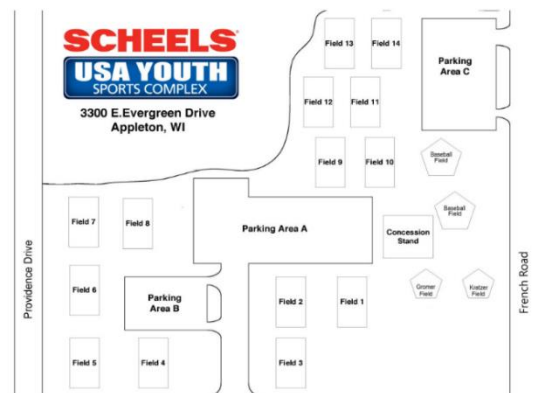 SCHEELS
USA YOUTH
SPORTS COMPLEX
3300 E.Evergreen Drive
Appleton, WI
Field 13
Field 14
Parking
Area C
Field 12
Field 11
Field 9
Field 10
Baseball
Field
Field 7
Field 8
Parking Area A
Concession
Stand
Baseball
Field
Providence Drive
French Road
Field 6
Parking
Area B
Field 2
Field 1
Gromer
Field
Kretzer
Field
Field 5
Field 4
Field 3